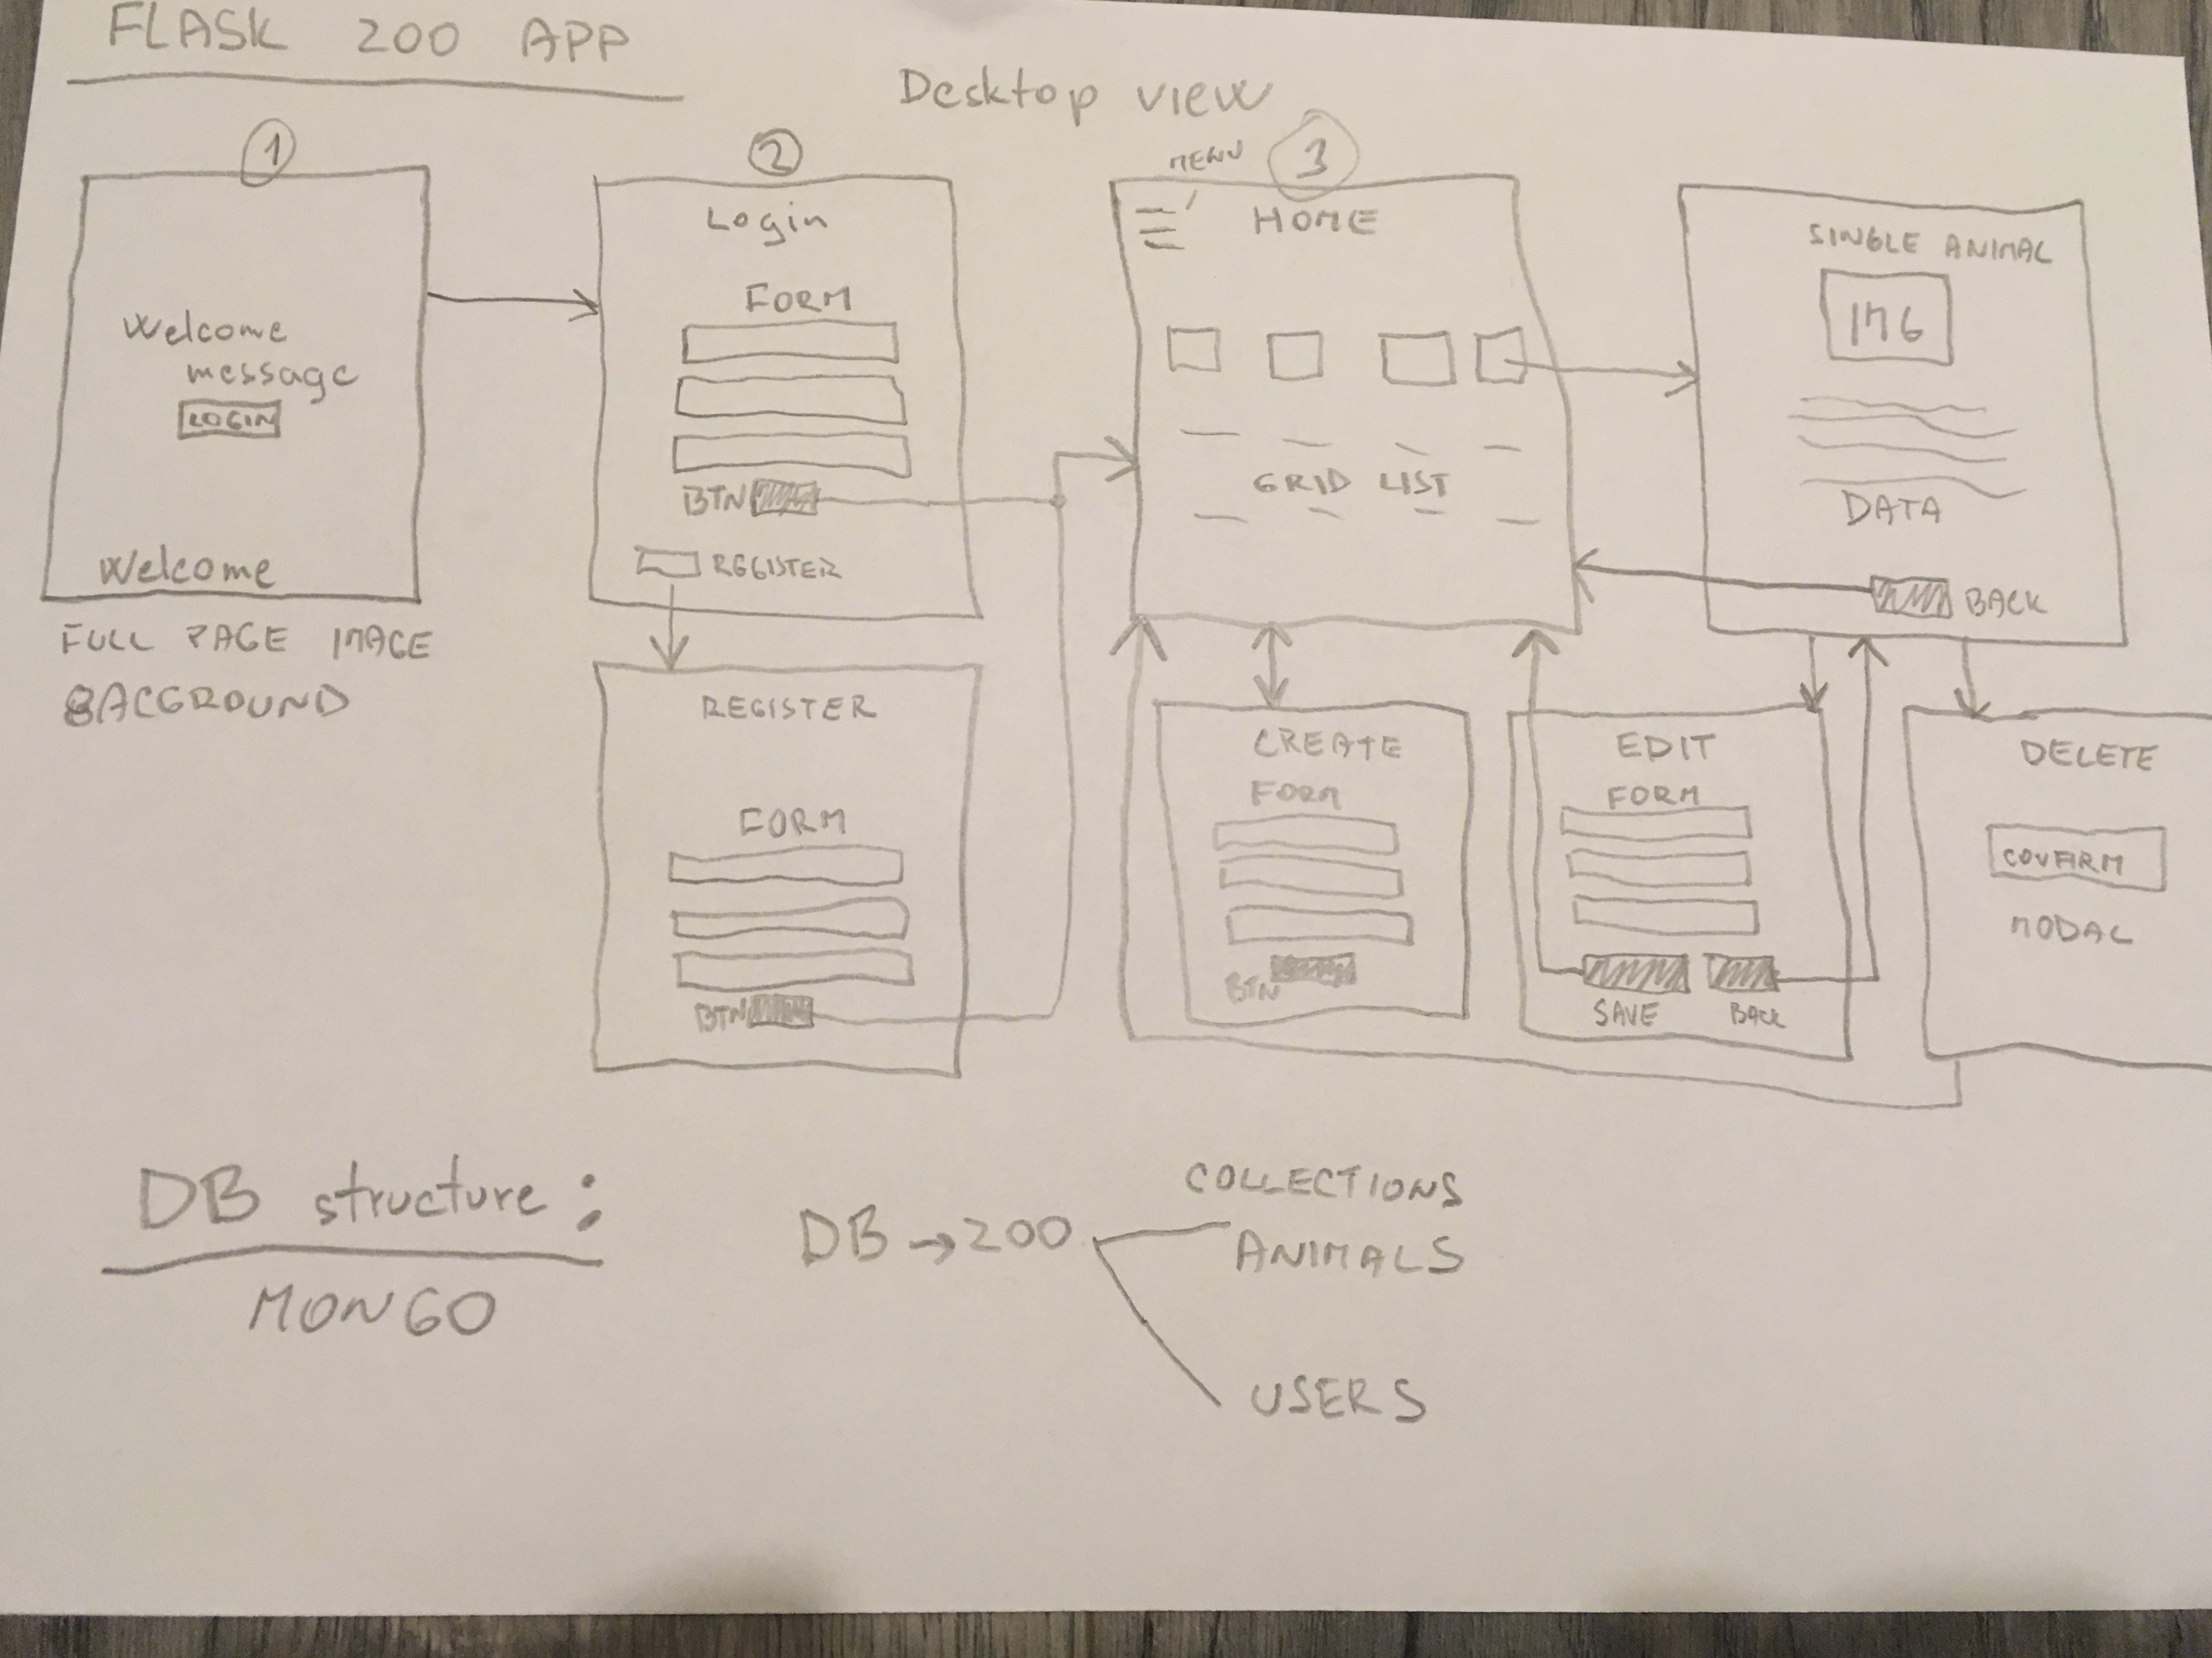 FLASK ZOO APP
Desktop view
1
Welcome
message
LOGIN
Welcome
FULL PAGE IMAGE
BACGROUND
2
Login
FORM
BTN
REGISTER
REGISTER
FORM
BTN
MENU
3
HOME
GRID LIST
SINGLE ANIMAL
IMG
DATA
BACK
CREATE
FORM
BTN
EDIT
FORM
SAVE
BACK
DELETE
CONFIRM
MODAL
DB structure:
MONGO
DB → ZOO
COLLECTIONS
ANIMALS
USERS